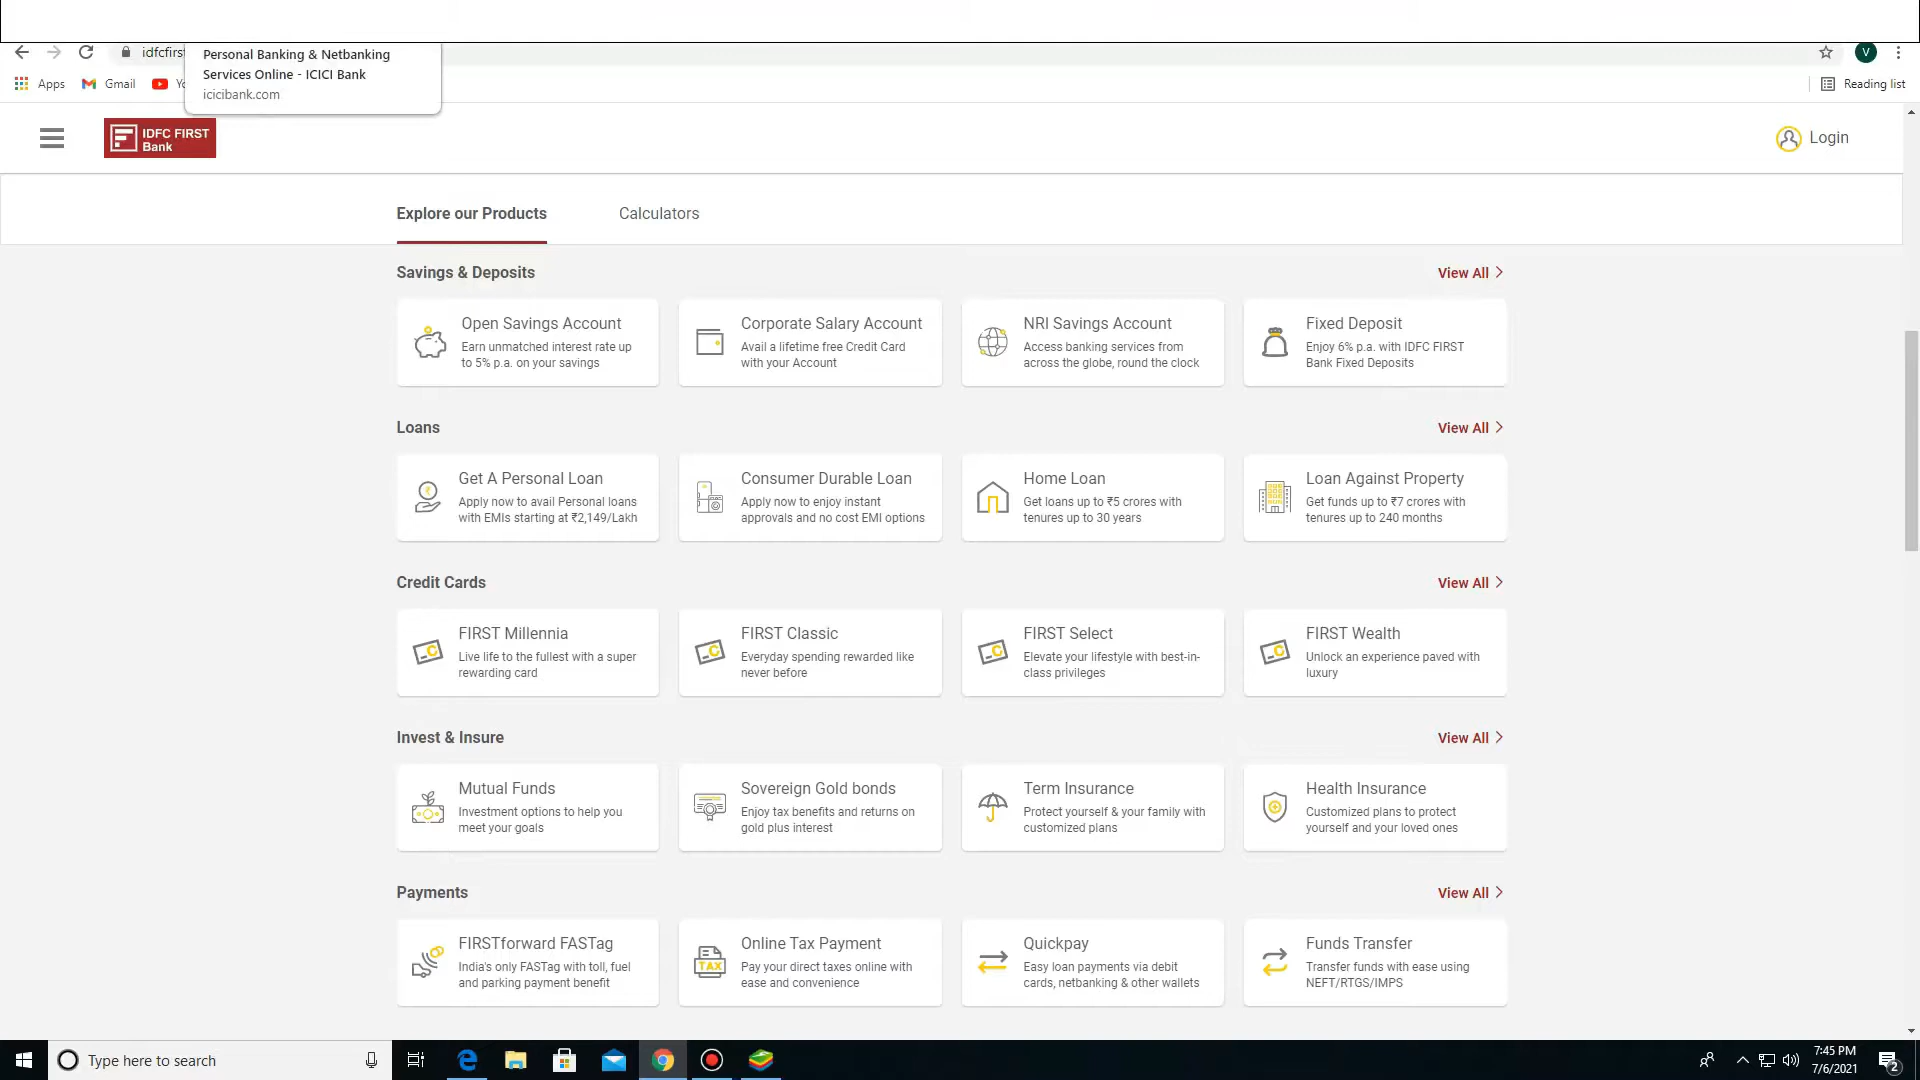 idfcfirst
Personal Banking & Netbanking
Services Online - ICICI Bank
icicibank.com
V
Apps
Gmail
Reading list
IDFC FIRST
Bank
Login
Explore our Products
Calculators
Savings & Deposits
View All
Open Savings Account
Earn unmatched interest rate up
to 5% p.a. on your savings
Corporate Salary Account
Avail a lifetime free Credit Card
with your Account
NRI Savings Account
Access banking services from
across the globe, round the clock
Fixed Deposit
Enjoy 6% p.a. with IDFC FIRST
Bank Fixed Deposits
Loans
View All
Get A Personal Loan
Apply now to avail Personal loans
with EMIs starting at ₹2,149/Lakh
Consumer Durable Loan
Apply now to enjoy instant
approvals and no cost EMI options
Home Loan
Get loans up to ₹5 crores with
tenures up to 30 years
Loan Against Property
Get funds up to ₹7 crores with
tenures up to 240 months
Credit Cards
View All
FIRST Millennia
Live life to the fullest with a super
rewarding card
FIRST Classic
Everyday spending rewarded like
never before
FIRST Select
Elevate your lifestyle with best-in-
class privileges
FIRST Wealth
Unlock an experience paved with
luxury
Invest & Insure
View All
Mutual Funds
Investment options to help you
meet your goals
Sovereign Gold bonds
Enjoy tax benefits and returns on
gold plus interest
Term Insurance
Protect yourself & your family with
customized plans
Health Insurance
Customized plans to protect
yourself and your loved ones
Payments
View All
FIRSTforward FASTag
India's only FASTag with toll, fuel
and parking payment benefit
TAX
Online Tax Payment
Pay your direct taxes online with
ease and convenience
Quickpay
Easy loan payments via debit
cards, netbanking & other wallets
Funds Transfer
Transfer funds with ease using
NEFT/RTGS/IMPS
Type here to search
7:45 PM
7/6/2021
2